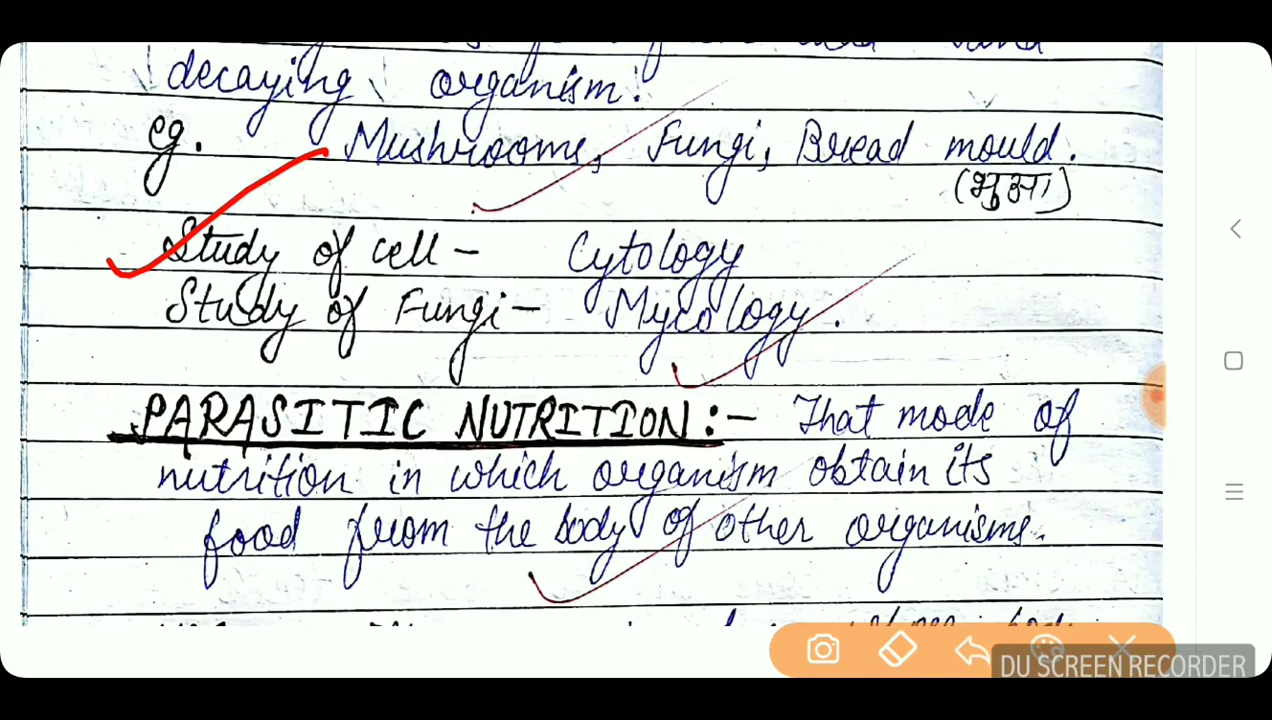 decaying organism.
eg. Mushrooms, Fungi, Bread mould.
(भुआ)
Study of cell - Cytology
Study of Fungi - Mycology.
PARASITIC NUTRITION :- That mode of
nutrition in which organism obtain its
food from the body of other organisms.
DU SCREEN RECORDER